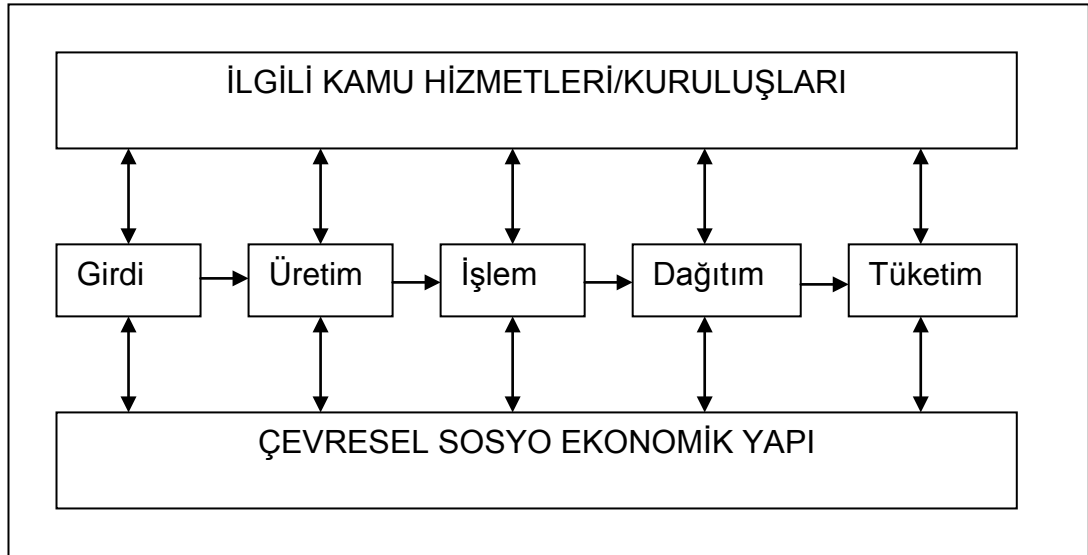 İLGİLİ KAMU HİZMETLERİ/KURULUŞLARI
Girdi
Üretim
İşlem
Dağıtım
Tüketim
ÇEVRESEL SOSYO EKONOMİK YAPI